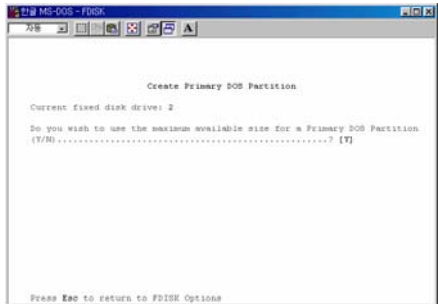 한글 MS-DOS - FDISK
자동
A
Create Primary DOS Partition
Current fixed disk drive: 2
Do you wish to use the maximum available size for a Primary DOS Partition
(Y/N)................................................? [Y]
Press Esc to return to FDISK Options